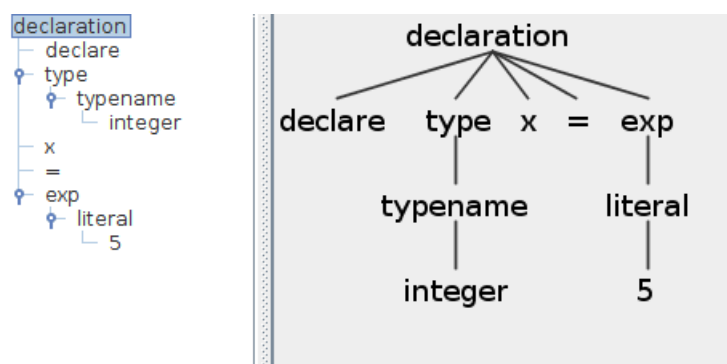 declaration
declare
type
typename
integer
x
=
exp
literal
5
declaration
declare type x = exp
typename literal
integer 5